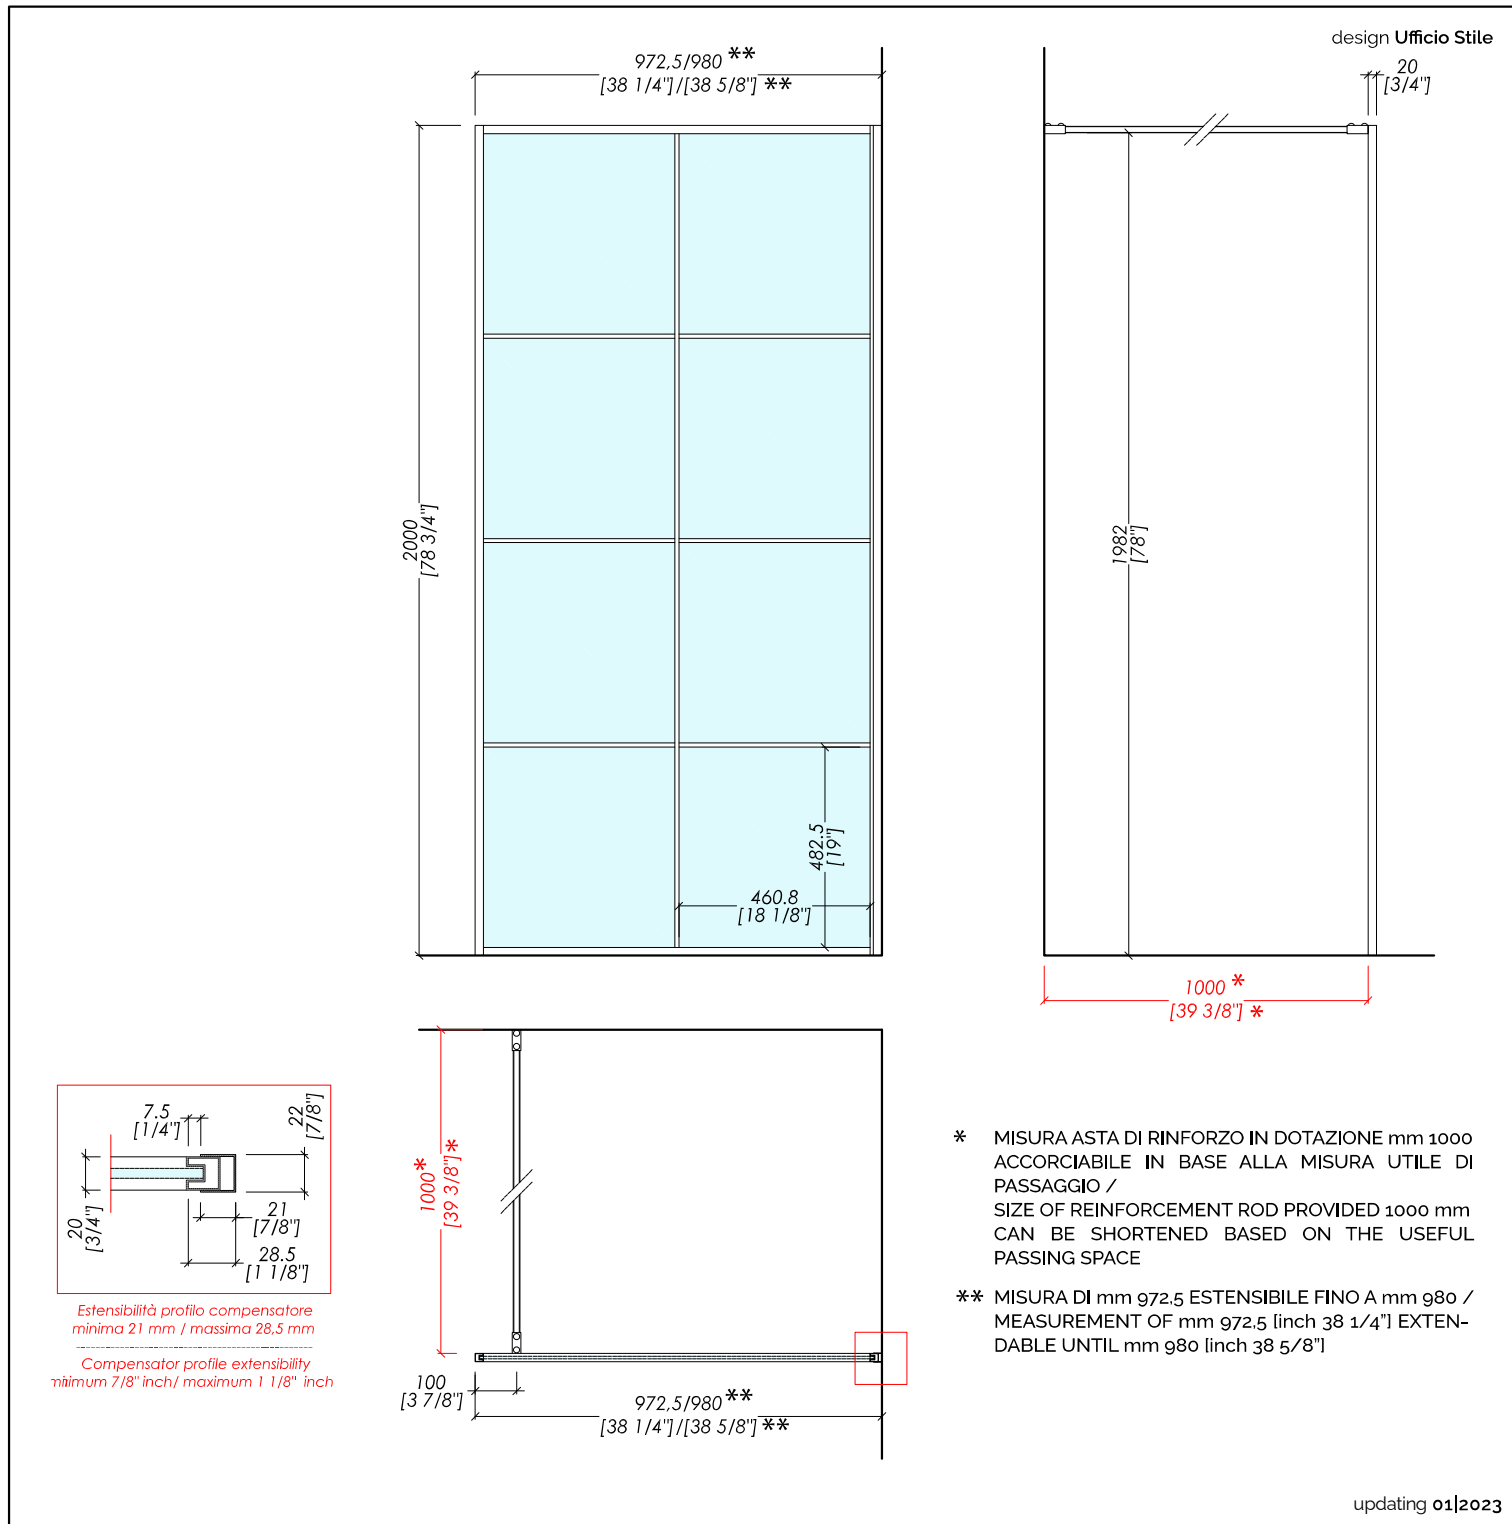 design Ufficio Stile
972,5/980 **
[38 1/4"]/[38 5/8"] **
20
[3/4"]
2000
[78 3/4"]
1982
[78"]
482.5
[19"]
460.8
[18 1/8"]
1000 *
[39 3/8"] *
1000*
[39 3/8"]*
7.5
[1/4"]
22
[7/8"]
20
[3/4"]
21
[7/8"]
28.5
[1 1/8"]
Estensibilità profilo compensatore
minima 21 mm / massima 28,5 mm
Compensator profile extensibility
minimum 7/8" inch/ maximum 1 1/8" inch
100
[3 7/8"]
972,5/980 **
[38 1/4"]/[38 5/8"] **
* MISURA ASTA DI RINFORZO IN DOTAZIONE mm 1000
ACCORCIABILE IN BASE ALLA MISURA UTILE DI
PASSAGGIO /
SIZE OF REINFORCEMENT ROD PROVIDED 1000 mm
CAN BE SHORTENED BASED ON THE USEFUL
PASSING SPACE
** MISURA DI mm 972,5 ESTENSIBILE FINO A mm 980 /
MEASUREMENT OF mm 972,5 [inch 38 1/4"] EXTEN-
DABLE UNTIL mm 980 [inch 38 5/8"]
updating 01|2023